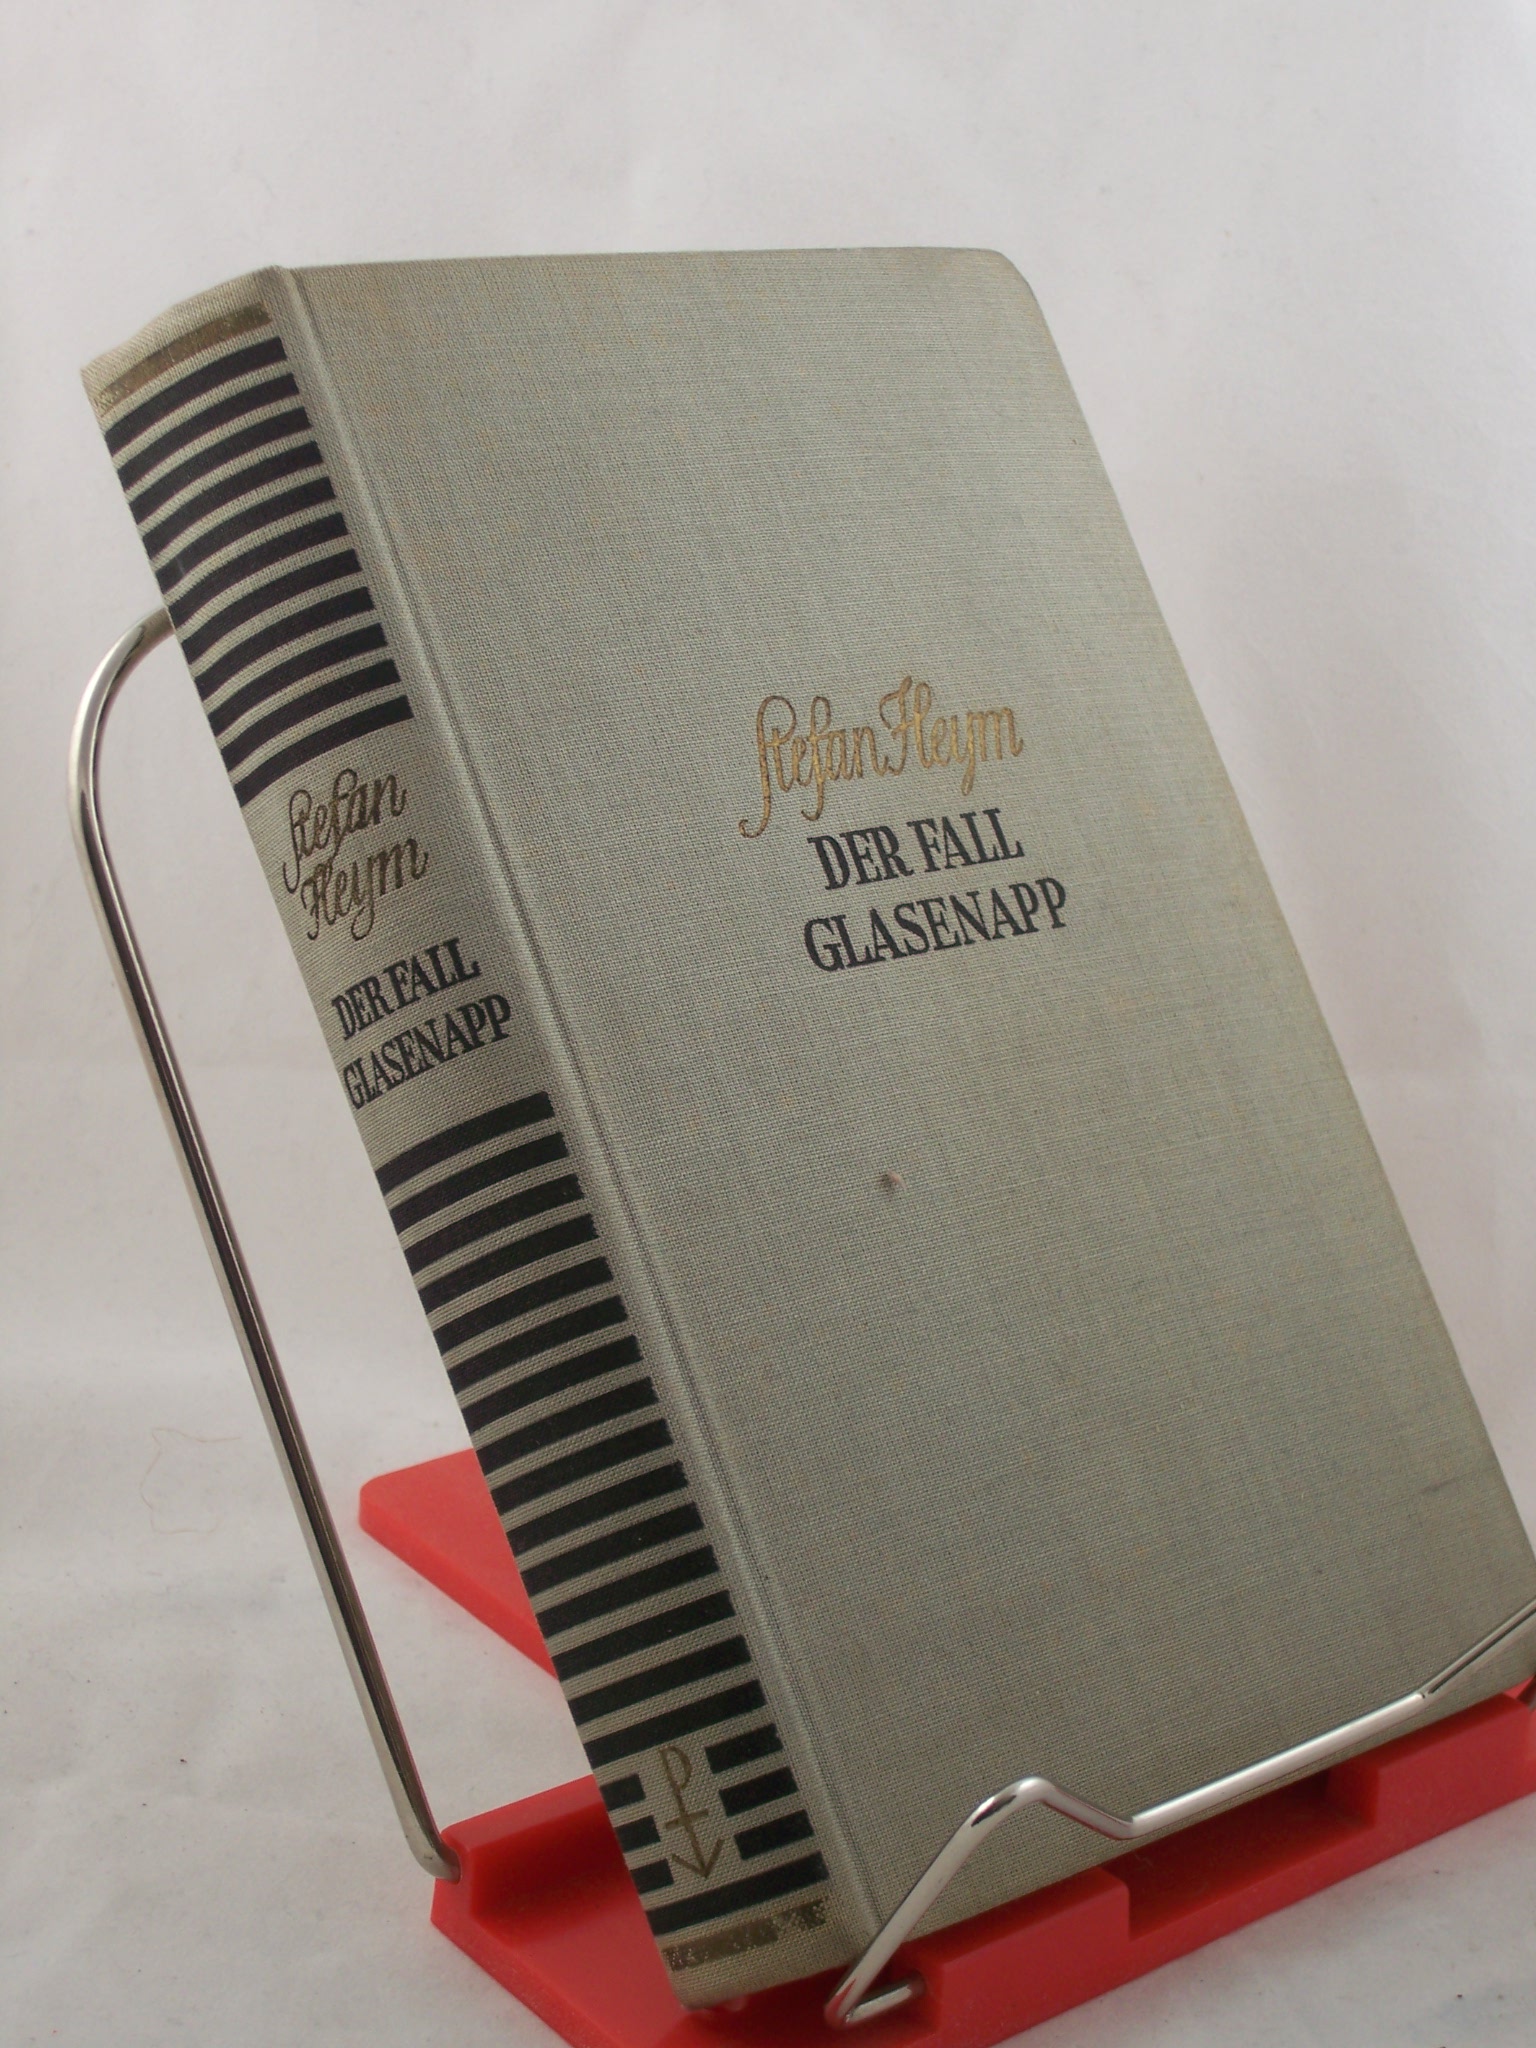 Stefan
Heym
DER FALL
GLASENAPP
P
Stefan Heym
DER FALL
GLASENAPP